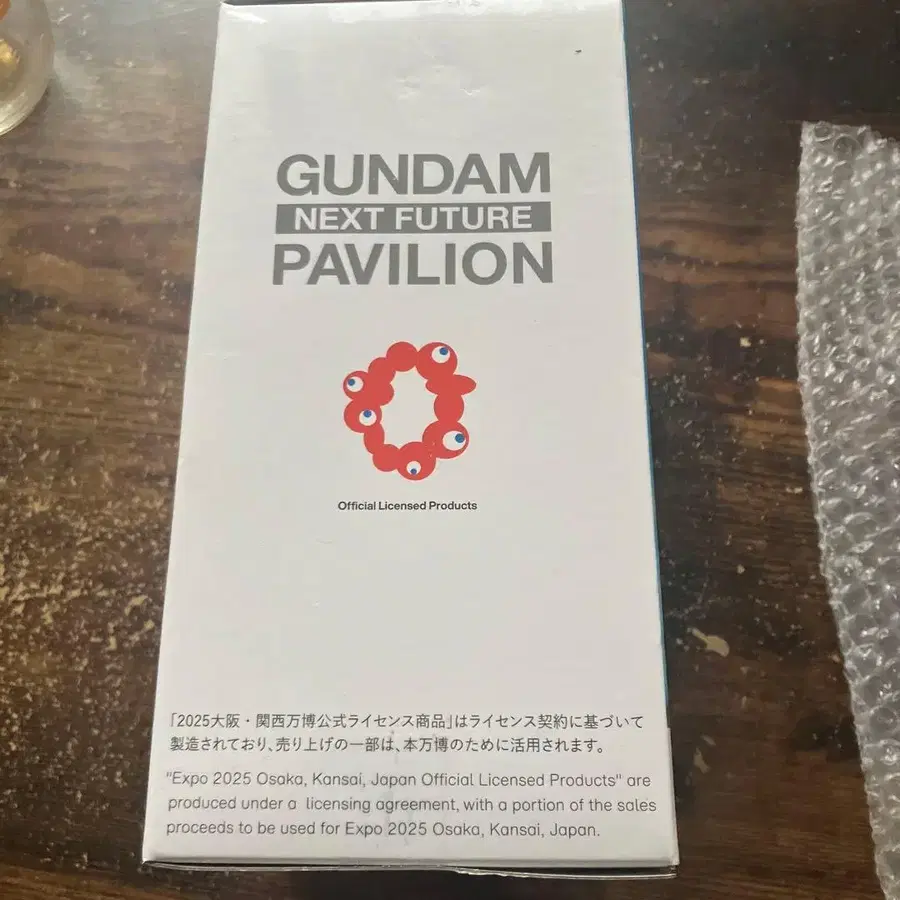 GUNDAM
NEXT FUTURE
PAVILION
Official Licensed Products
「2025大阪・関西万博公式ライセンス商品」はライセンス契約に基づいて
製造されており、売り上げの一部は、本万博のために活用されます。
"Expo 2025 Osaka, Kansai, Japan Official Licensed Products" are
produced under a licensing agreement, with a portion of the sales
proceeds to be used for Expo 2025 Osaka, Kansai, Japan.